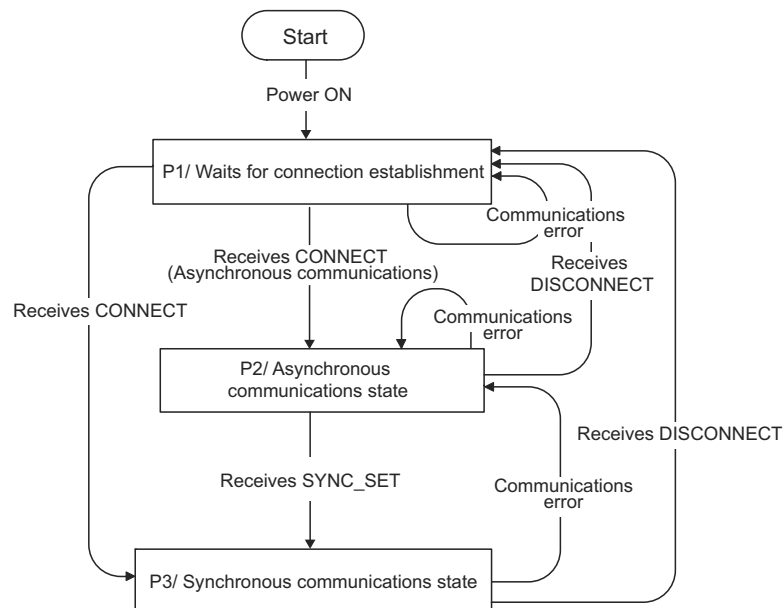 Start
Power ON
P1/ Waits for connection establishment
Communications
error
Receives CONNECT
(Asynchronous communications)
Receives
DISCONNECT
Receives CONNECT
Communications
error
P2/ Asynchronous
communications state
Receives DISCONNECT
Receives SYNC_SET
Communications
error
P3/ Synchronous communications state